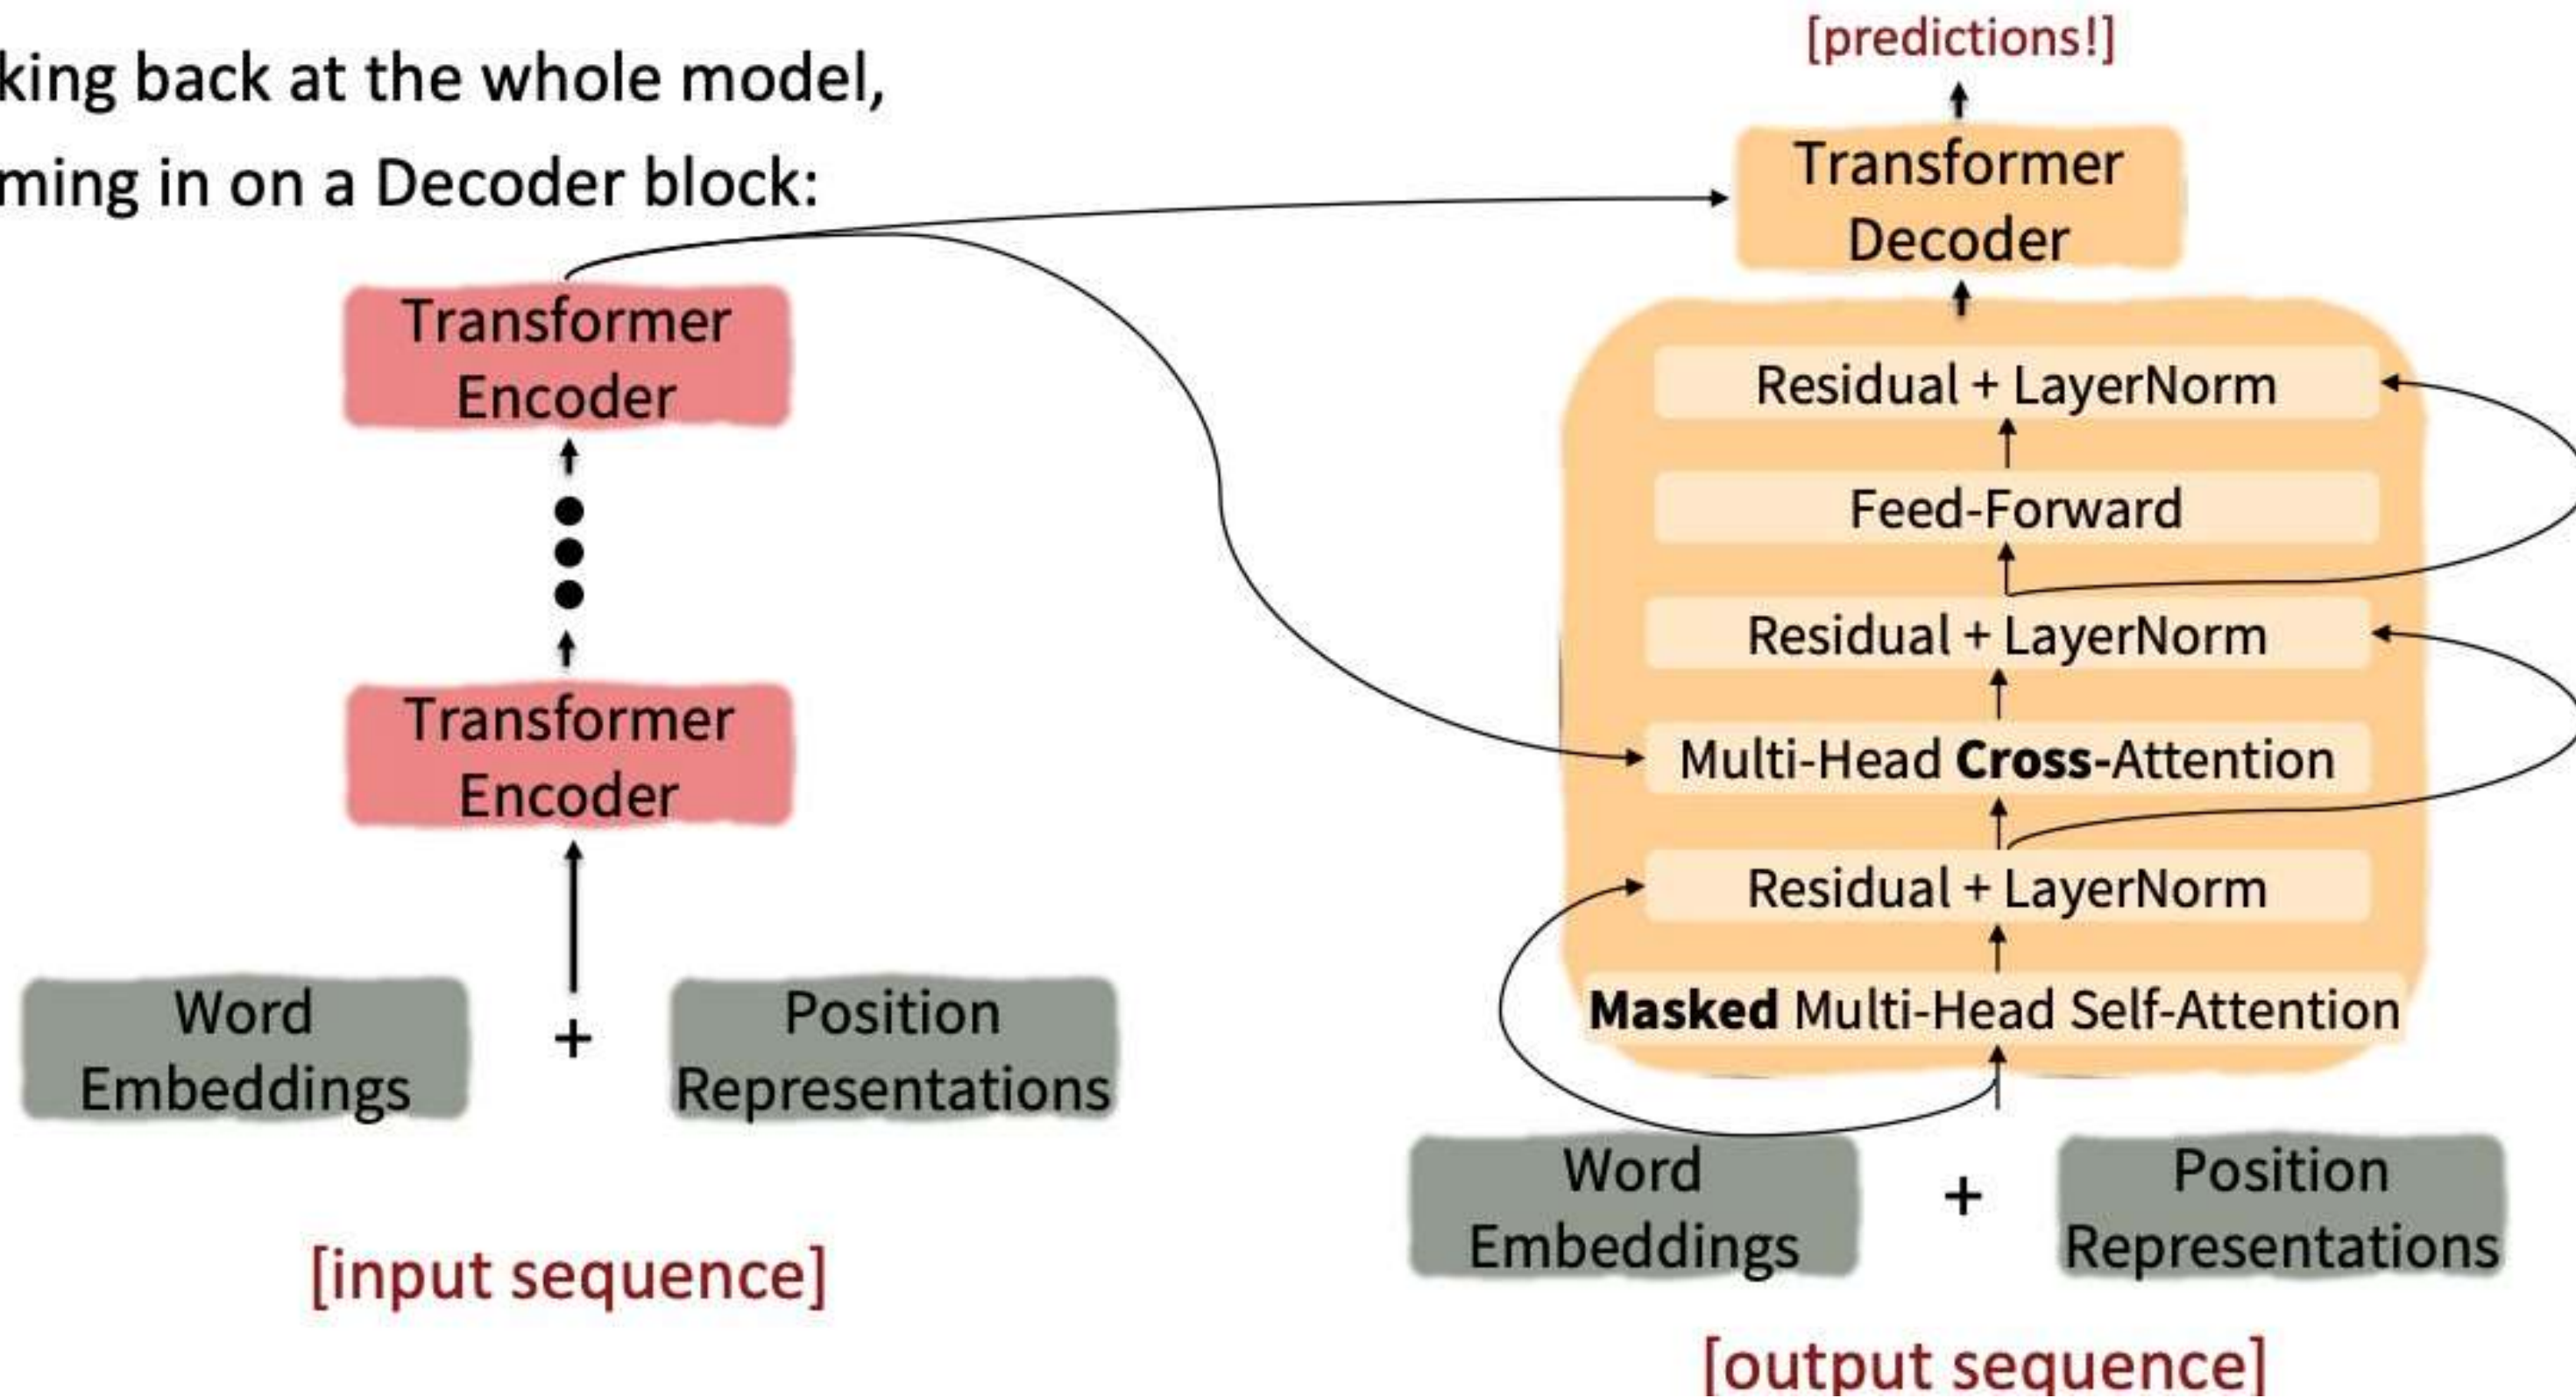 king back at the whole model,
ming in on a Decoder block:
Transformer
Encoder
Transformer
Encoder
Word
Embeddings
+
Position
Representations
[input sequence]
[predictions!]
Transformer
Decoder
Residual + LayerNorm
Feed-Forward
Residual + LayerNorm
Multi-Head Cross-Attention
Residual + LayerNorm
Masked Multi-Head Self-Attention
Word
Embeddings
+
Position
Representations
[output sequence]